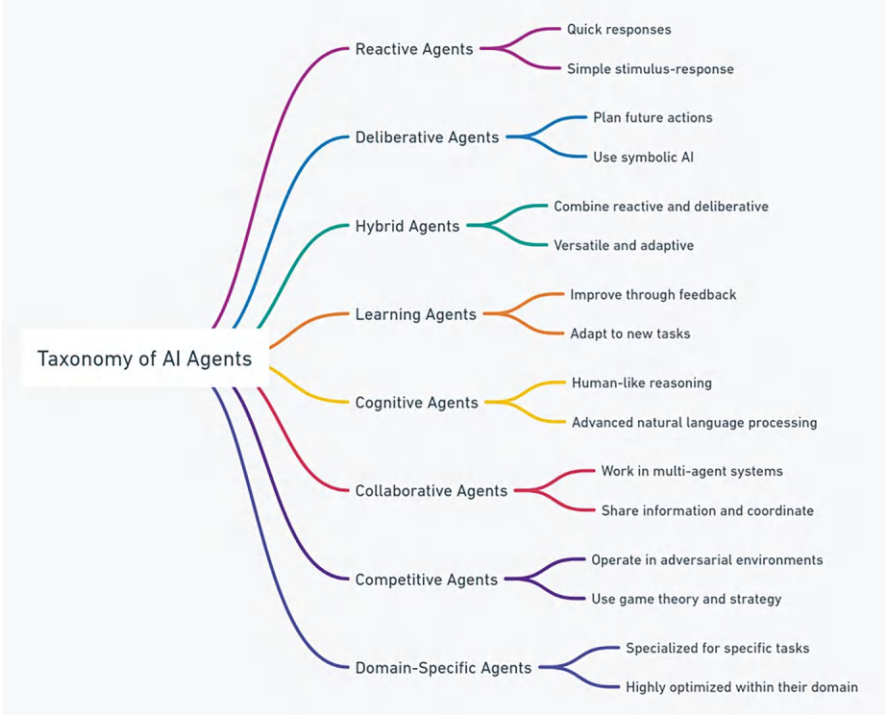 Taxonomy of AI Agents
Reactive Agents
Quick responses
Simple stimulus-response
Deliberative Agents
Plan future actions
Use symbolic AI
Hybrid Agents
Combine reactive and deliberative
Versatile and adaptive
Learning Agents
Improve through feedback
Adapt to new tasks
Cognitive Agents
Human-like reasoning
Advanced natural language processing
Collaborative Agents
Work in multi-agent systems
Share information and coordinate
Competitive Agents
Operate in adversarial environments
Use game theory and strategy
Domain-Specific Agents
Specialized for specific tasks
Highly optimized within their domain